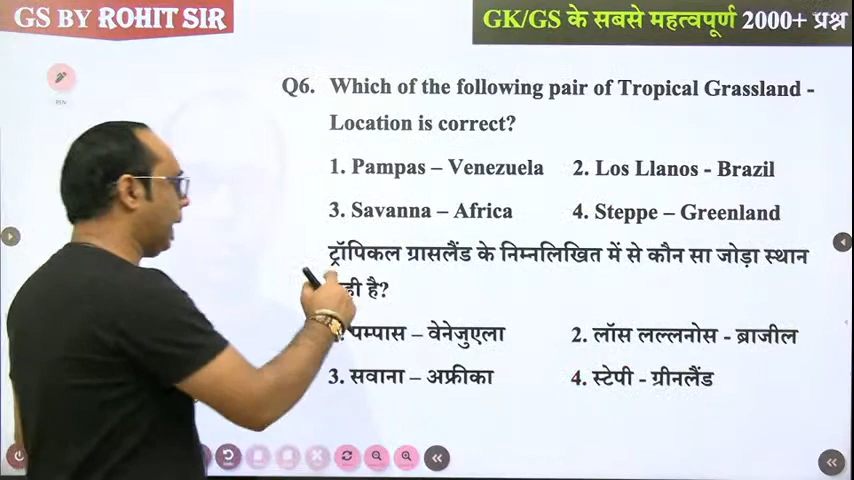 GS BY ROHIT SIR
GK/GS के सबसे महत्वपूर्ण 2000+ प्रश्न
PEN
Q6. Which of the following pair of Tropical Grassland -
Location is correct?
1. Pampas – Venezuela 2. Los Llanos - Brazil
3. Savanna – Africa 4. Steppe – Greenland
ट्रॉपिकल ग्रासलैंड के निम्नलिखित में से कौन सा जोड़ा स्थान
है?
पम्पास – वेनेजुएला 2. लॉस लल्लनोस - ब्राजील
3. सवाना – अफ्रीका 4. स्टेपी - ग्रीनलैंड